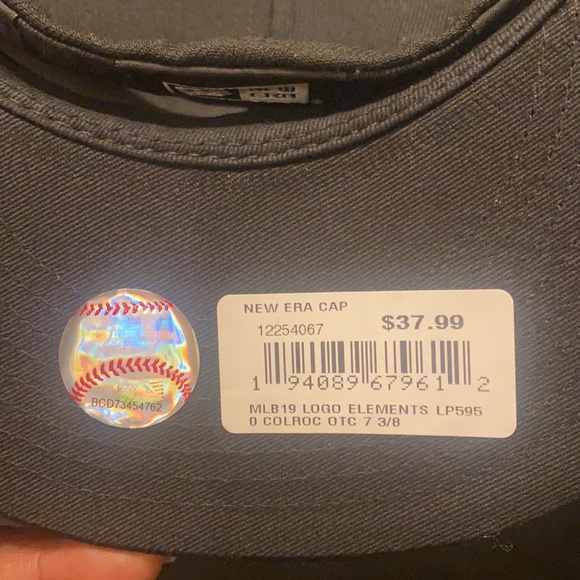 ERA
NEW ERA CAP
12254067 $37.99
1 94089 67961 2
MLB19 LOGO ELEMENTS LP595
0 COLROC OTC 7 3/8
BCD73454762